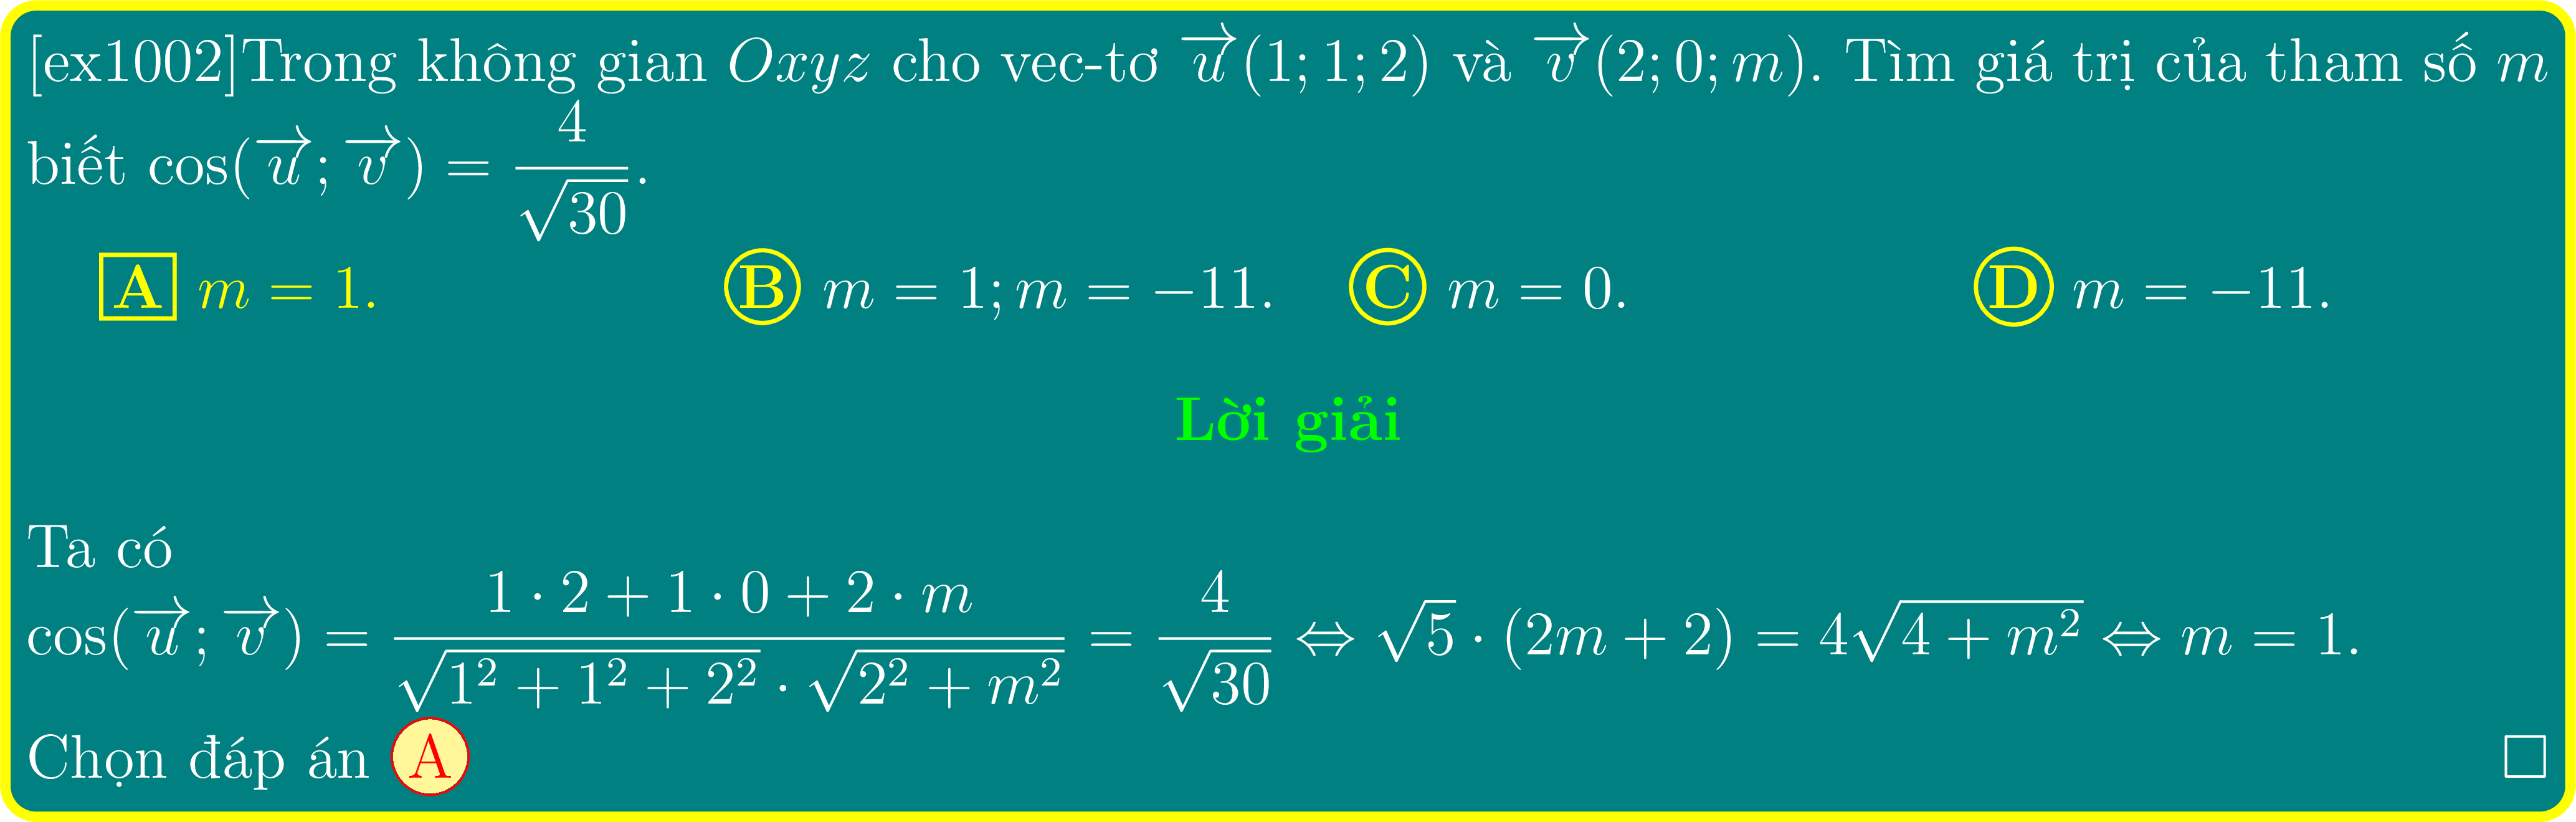 [ex1002]Trong không gian $Oxyz$ cho vec-tơ $\overrightarrow{u}(1;1;2)$ và $\overrightarrow{v}(2;0;m)$. Tìm giá trị của tham số $m$
biết $\cos(\overrightarrow{u};\overrightarrow{v}) = \dfrac{4}{\sqrt{30}}$.
A $m = 1$. B $m = 1; m = -11$. C $m = 0$. D $m = -11$.
Lời giải
Ta có
$\cos(\overrightarrow{u};\overrightarrow{v}) = \dfrac{1 \cdot 2 + 1 \cdot 0 + 2 \cdot m}{\sqrt{1^2 + 1^2 + 2^2} \cdot \sqrt{2^2 + m^2}} = \dfrac{4}{\sqrt{30}} \Leftrightarrow \sqrt{5} \cdot (2m + 2) = 4\sqrt{4 + m^2} \Leftrightarrow m = 1.$
Chọn đáp án A □